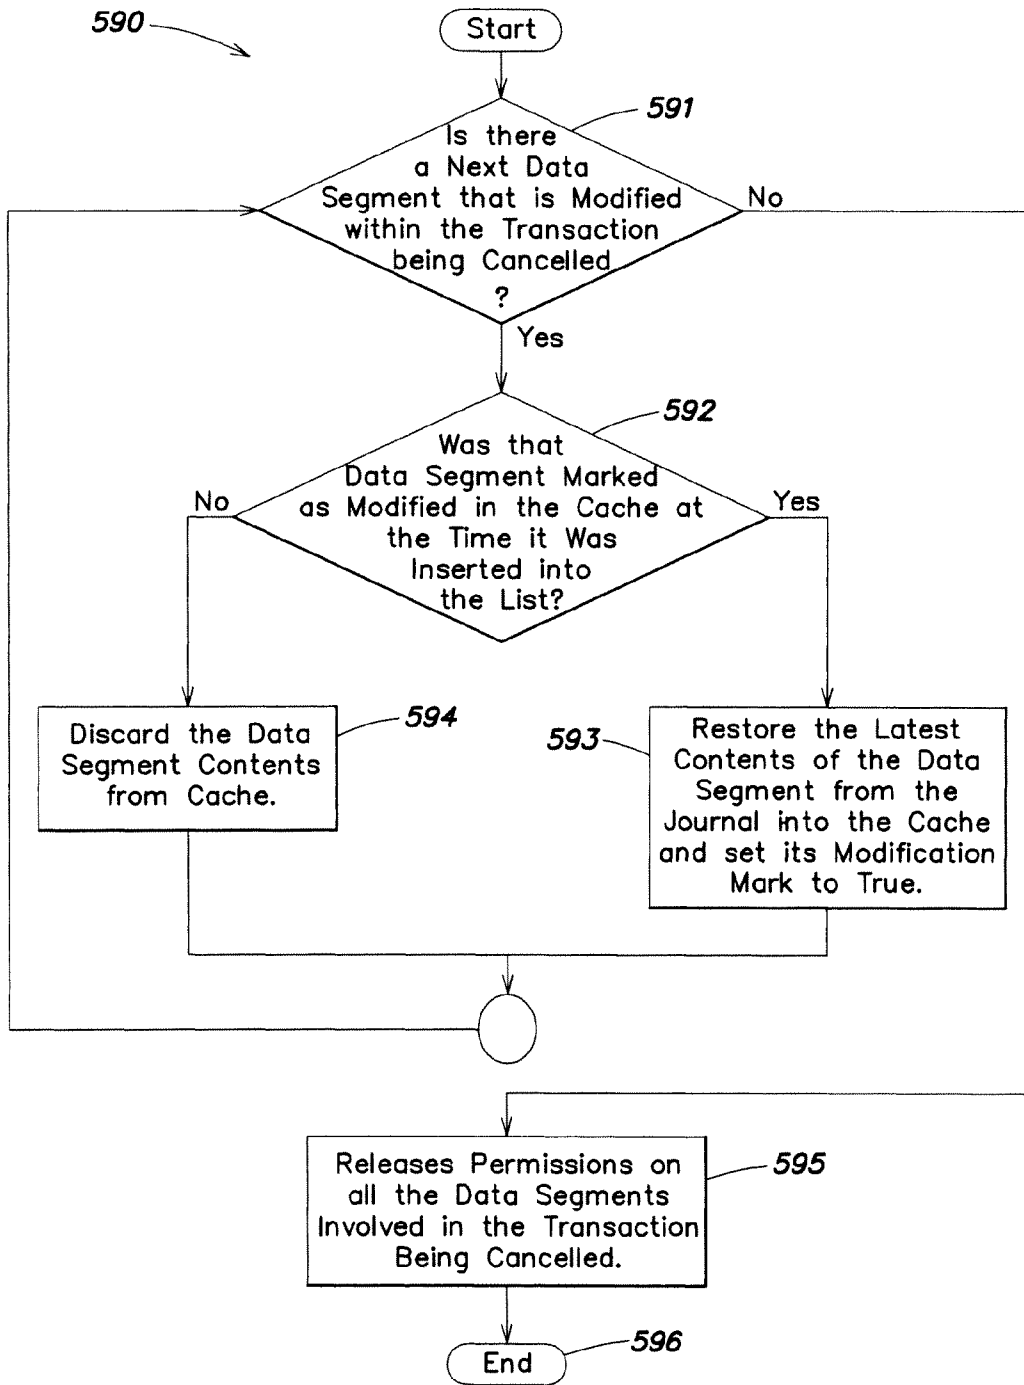 590
Start
591
Is there
a Next Data
Segment that is Modified
within the Transaction
being Cancelled
?
No
Yes
592
Was that
Data Segment Marked
as Modified in the Cache at
the Time it Was
Inserted into
the List?
No
Yes
594
Discard the Data
Segment Contents
from Cache.
593
Restore the Latest
Contents of the Data
Segment from the
Journal into the Cache
and set its Modification
Mark to True.
595
Releases Permissions on
all the Data Segments
Involved in the Transaction
Being Cancelled.
596
End